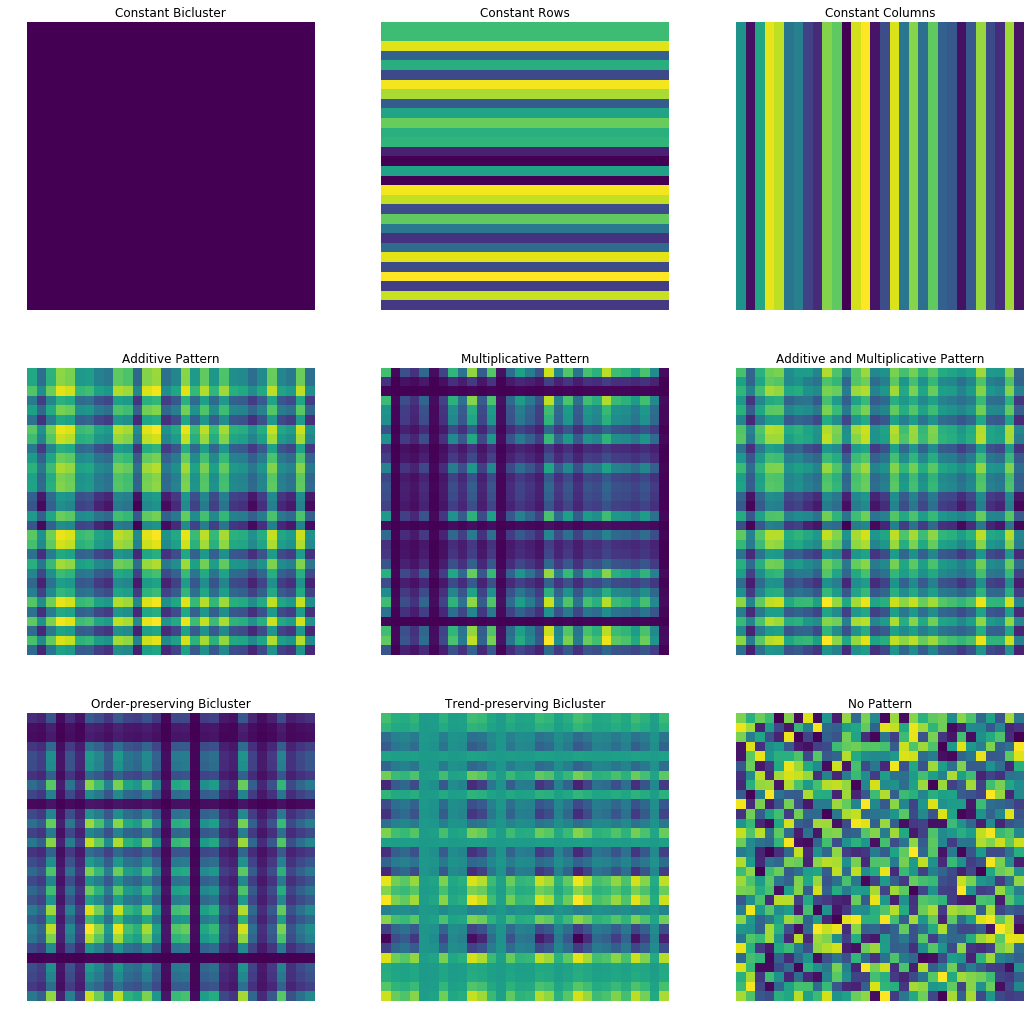 Constant Bicluster
Constant Rows
Constant Columns
Additive Pattern
Multiplicative Pattern
Additive and Multiplicative Pattern
Order-preserving Bicluster
Trend-preserving Bicluster
No Pattern